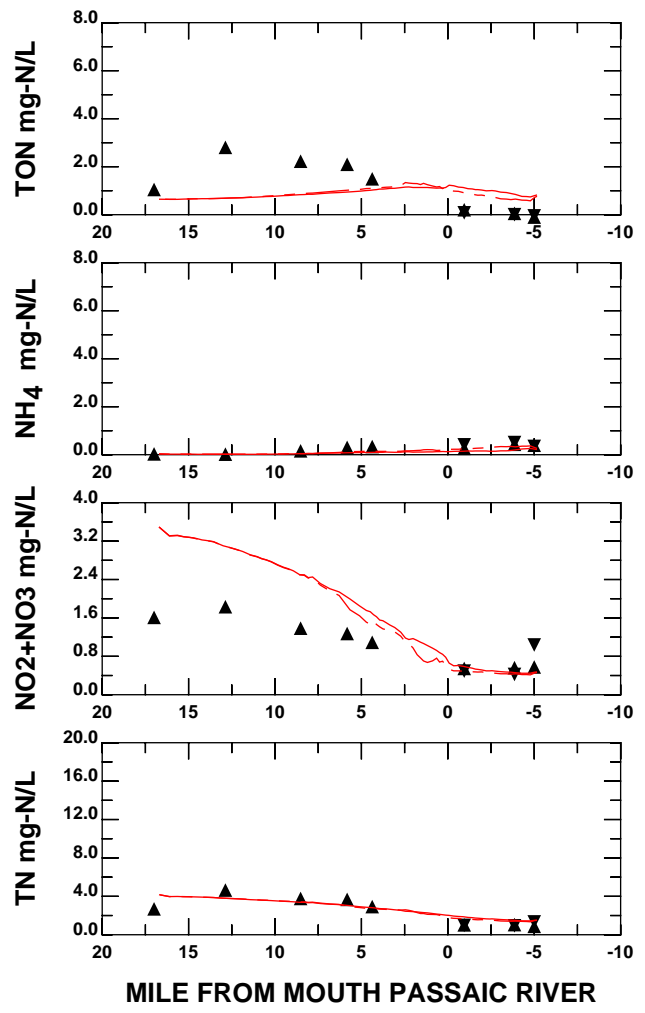 TON mg-N/L
8.0
6.0
4.0
2.0
0.0
20 15 10 5 0 -5 -10
NH4 mg-N/L
8.0
6.0
4.0
2.0
0.0
20 15 10 5 0 -5 -10
NO2+NO3 mg-N/L
4.0
3.2
2.4
1.6
0.8
0.0
20 15 10 5 0 -5 -10
TN mg-N/L
20.0
16.0
12.0
8.0
4.0
0.0
20 15 10 5 0 -5 -10
MILE FROM MOUTH PASSAIC RIVER